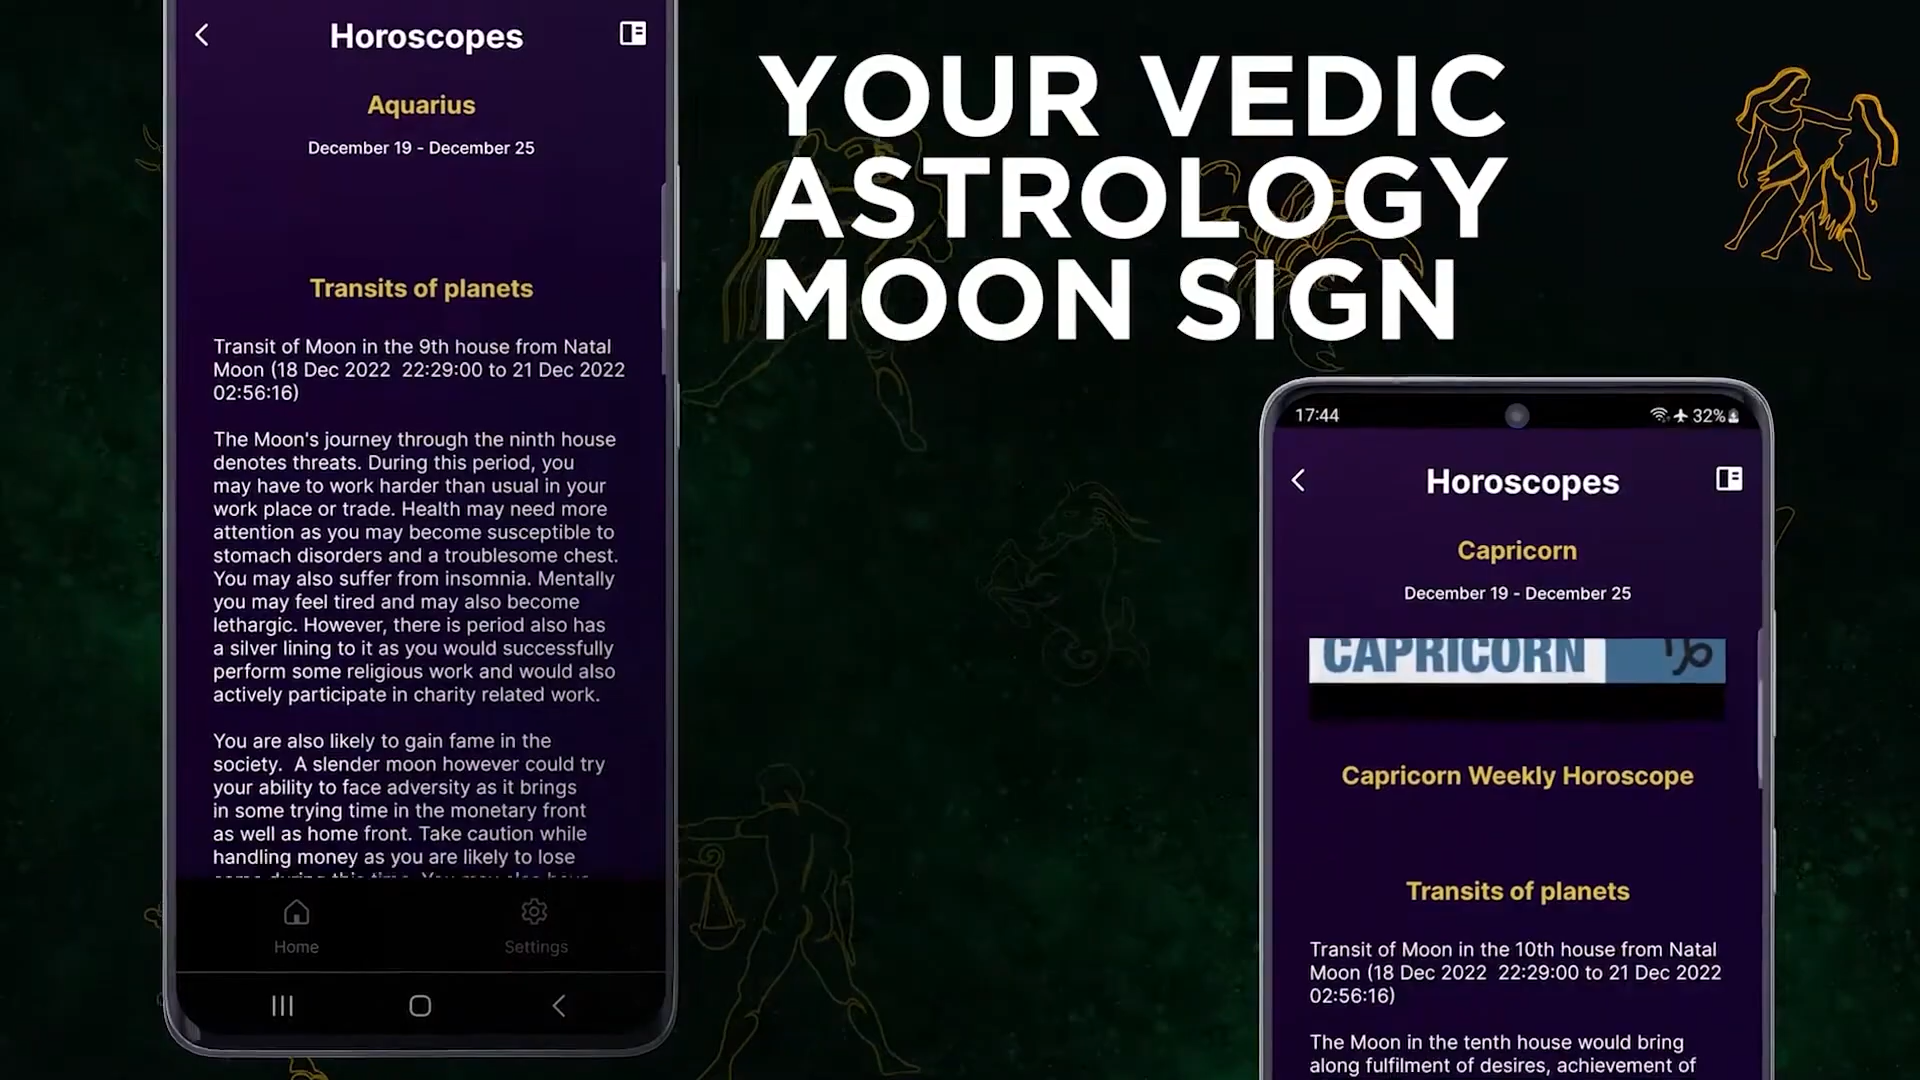 Horoscopes
Aquarius
December 19 - December 25
Transits of planets
Transit of Moon in the 9th house from Natal
Moon (18 Dec 2022  22:29:00 to 21 Dec 2022
02:56:16)
The Moon's journey through the ninth house
denotes threats. During this period, you
may have to work harder than usual in your
work place or trade. Health may need more
attention as you may become susceptible to
stomach disorders and a troublesome chest.
You may also suffer from insomnia. Mentally
you may feel tired and may also become
lethargic. However, there is period also has
a silver lining to it as you would successfully
perform some religious work and would also
actively participate in charity related work.
You are also likely to gain fame in the
society.  A slender moon however could try
your ability to face adversity as it brings
in some trying time in the monetary front
as well as home front. Take caution while
handling money as you are likely to lose
Home
Settings
YOUR VEDIC
ASTROLOGY
MOON SIGN
17:44
32%
Horoscopes
Capricorn
December 19 - December 25
CAPRICORN
Capricorn Weekly Horoscope
Transits of planets
Transit of Moon in the 10th house from Natal
Moon (18 Dec 2022  22:29:00 to 21 Dec 2022
02:56:16)
The Moon in the tenth house would bring
along fulfilment of desires, achievement of